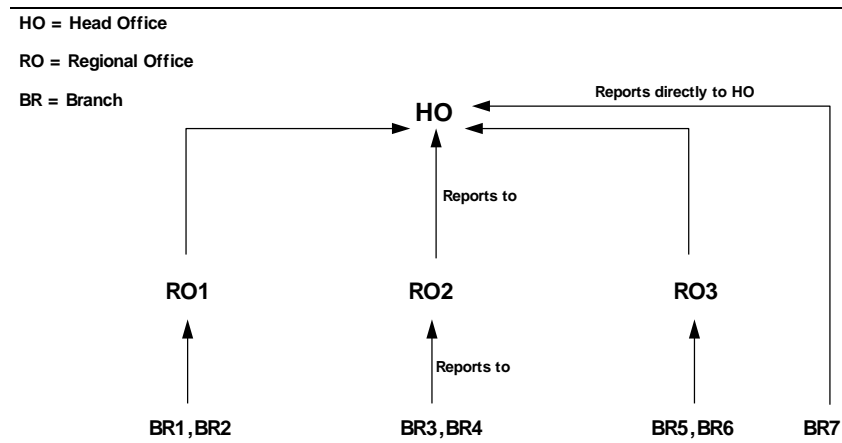 HO = Head Office
RO = Regional Office
BR = Branch
Reports directly to HO
HO
Reports to
RO1
RO2
RO3
Reports to
BR1,BR2
BR3,BR4
BR5,BR6
BR7